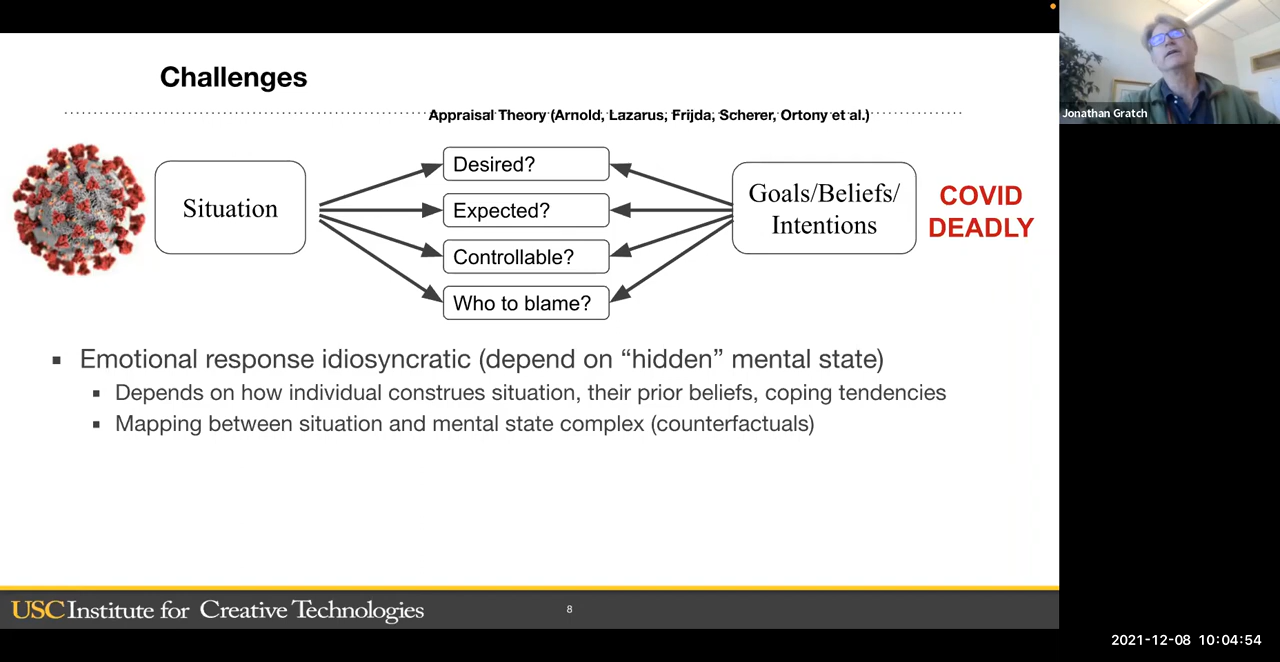 Challenges
Appraisal Theory (Arnold, Lazarus, Frijda, Scherer, Ortony et al.)
Situation
Desired?
Expected?
Controllable?
Who to blame?
Goals/Beliefs/
Intentions
COVID
DEADLY
Emotional response idiosyncratic (depend on “hidden” mental state)
Depends on how individual construes situation, their prior beliefs, coping tendencies
Mapping between situation and mental state complex (counterfactuals)
USC Institute for Creative Technologies
8
Jonathan Gratch
2021-12-08 10:04:54